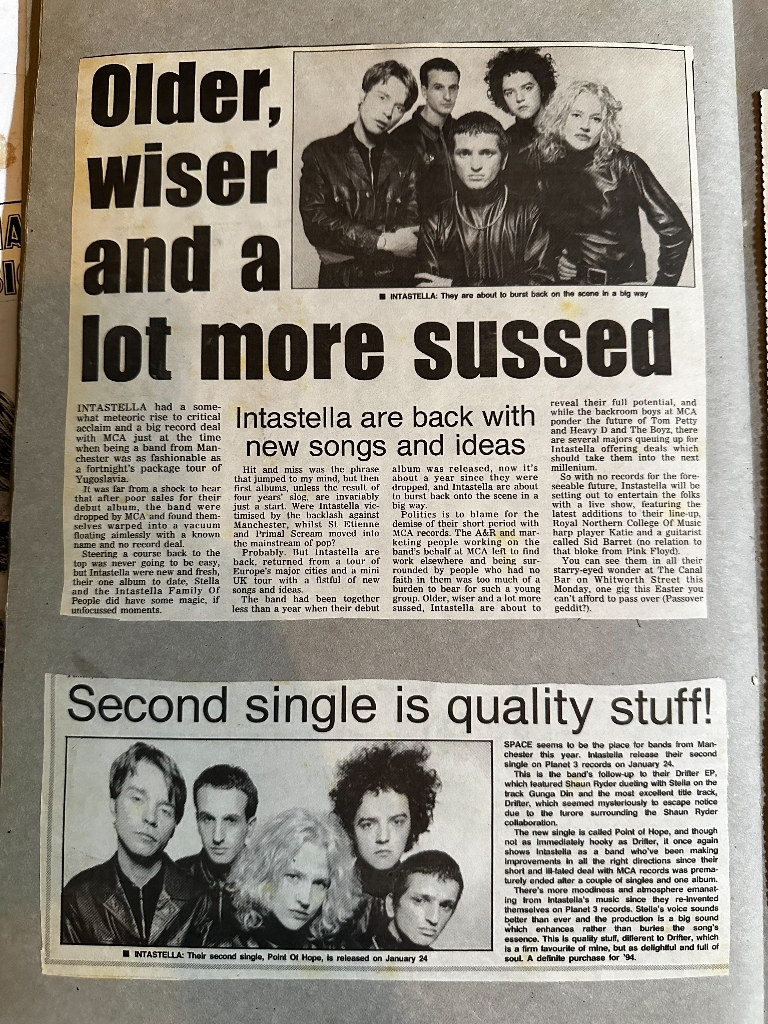 Older,
wiser
and a
lot more sussed
■ INTASTELLA: They are about to burst back on the scene in a big way
INTASTELLA had a some-
what meteoric rise to critical
acclaim and a big record deal
with MCA just at the time
when being a band from Man-
chester was as fashionable as
a fortnight's package tour of
Yugoslavia.
It was far from a shock to hear
that after poor sales for their
debut album, the band were
dropped by MCA and found them-
selves warped into a vacuum
floating aimlessly with a known
name and no record deal.
Steering a course back to the
top was never going to be easy,
but Intastella were new and fresh,
their one album to date, Stella
and the Intastella Family Of
People did have some magic, if
unfocussed moments.
Intastella are back with
new songs and ideas
Hit and miss was the phrase
that jumped to my mind, but then
first albums, unless the result of
four years' slog, are invariably
just a start. Were Intastella vic-
timised by the backlash against
Manchester, whilst St Etienne
and Primal Scream moved into
the mainstream of pop?
Probably. But Intastella are
back, returned from a tour of
Europe's major cities and a mini
UK tour with a fistful of new
songs and ideas.
The band had been together
less than a year when their debut
album was released, now it's
about a year since they were
dropped, and Intastella are about
to burst back onto the scene in a
big way.
Politics is to blame for the
demise of their short period with
MCA records. The A&R and mar-
keting people working on the
band's behalf at MCA left to find
work elsewhere and being sur-
rounded by people who had no
faith in them was too much of a
burden to bear for such a young
group. Older, wiser and a lot more
sussed, Intastella are about to
reveal their full potential, and
while the backroom boys at MCA
ponder the future of Tom Petty
and Heavy D and The Boyz, there
are several majors queuing up for
Intastella offering deals which
should take them into the next
millenium.
So with no records for the fore-
seeable future, Instastella will be
setting out to entertain the folks
with a live show, featuring the
latest additions to their line-up,
Royal Northern College Of Music
harp player Katie and a guitarist
called Sid Barret (no relation to
that bloke from Pink Floyd).
You can see them in all their
starry-eyed wonder at The Canal
Bar on Whitworth Street this
Monday, one gig this Easter you
can't afford to pass over (Passover
geddit?).
Second single is quality stuff!
■ INTASTELLA: Their second single, Point Of Hope, is released on January 24
SPACE seems to be the place for bands from Man-
chester this year. Intastella release their second
single on Planet 3 records on January 24.
This is the band's follow-up to their Drifter EP,
which featured Shaun Ryder dueting with Stella on the
track Gunga Din and the most excellent title track,
Drifter, which seemed mysteriously to escape notice
due to the furore surrounding the Shaun Ryder
collaboration.
The new single is called Point of Hope, and though
not as immediately hooky as Drifter, it once again
shows Intastella as a band who've been making
improvements in all the right directions since their
short and ill-fated deal with MCA records was prema-
turely ended after a couple of singles and one album.
There's more moodiness and atmosphere emanat-
ing from Intastella's music since they re-invented
themselves on Planet 3 records. Stella's voice sounds
better than ever and the production is a big sound
which enhances rather than buries the song's
essence. This is quality stuff, different to Drifter, which
is a firm favourite of mine, but as delightful and full of
soul. A definite purchase for '94.